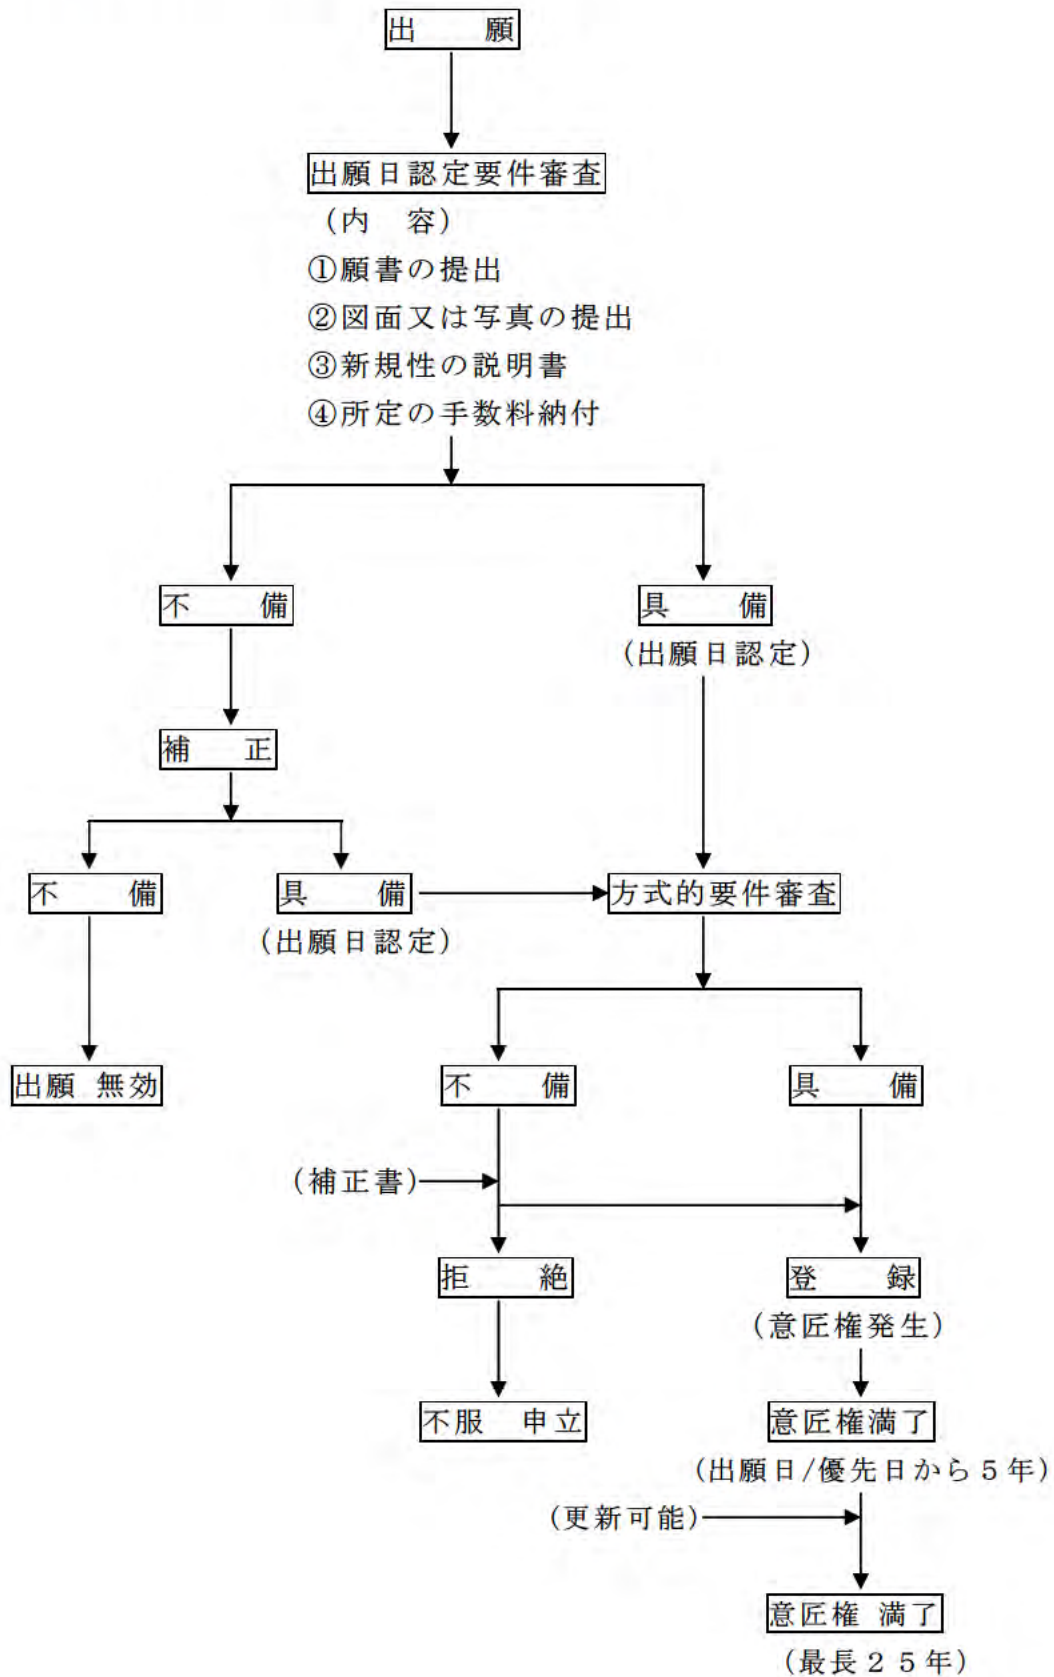 出　　願
出願日認定要件審査
（内　容）
①願書の提出
②図面又は写真の提出
③新規性の説明書
④所定の手数料納付
不　　備
具　　備
（出願日認定）
補　　正
不　　備
具　　備
方式的要件審査
（出願日認定）
出願 無効
不　　備
具　　備
（補正書）
拒　　絶
登　　録
（意匠権発生）
不服　申立
意匠権満了
（出願日/優先日から５年）
（更新可能）
意匠権 満了
（最長２５年）